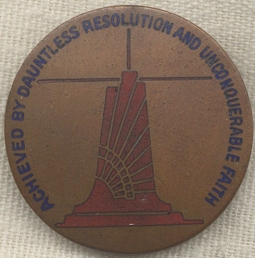 ACHIEVED BY DAUNTLESS RESOLUTION AND UNCONQUERABLE FAITH